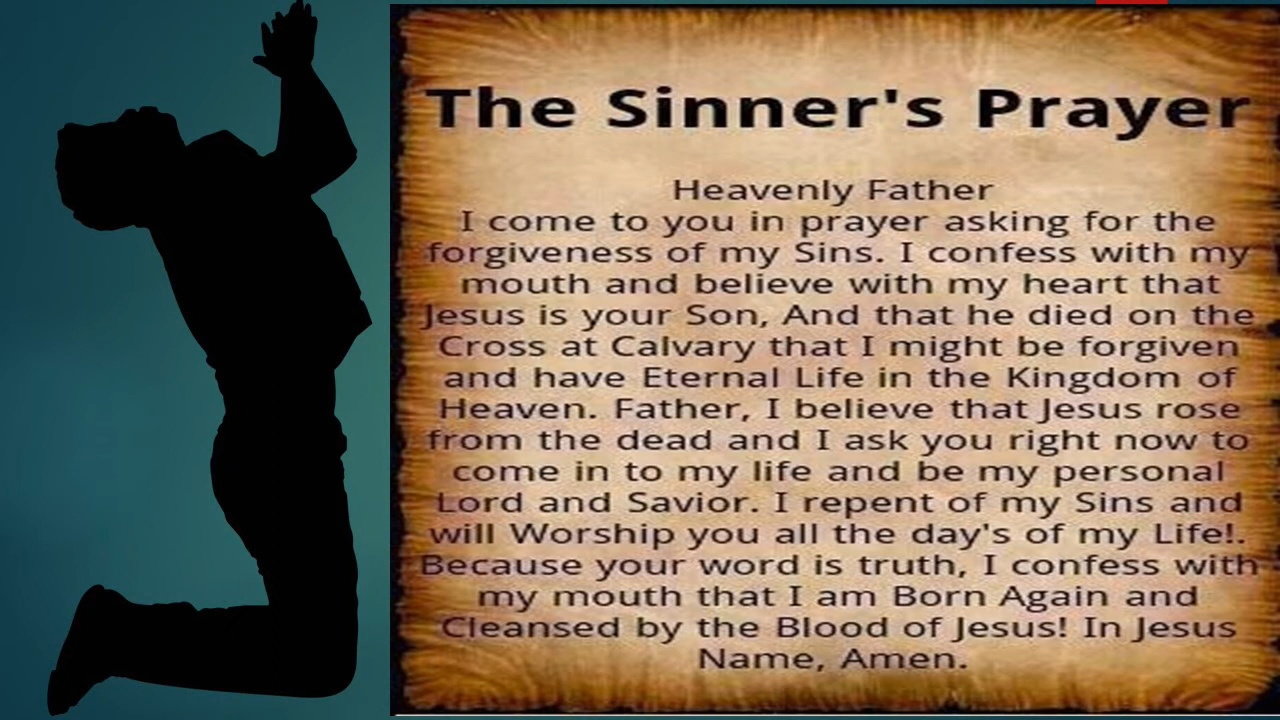 The Sinner's Prayer
Heavenly Father
I come to you in prayer asking for the
forgiveness of my Sins. I confess with my
mouth and believe with my heart that
Jesus is your Son, And that he died on the
Cross at Calvary that I might be forgiven
and have Eternal Life in the Kingdom of
Heaven. Father, I believe that Jesus rose
from the dead and I ask you right now to
come in to my life and be my personal
Lord and Savior. I repent of my Sins and
will Worship you all the day's of my Life!.
Because your word is truth, I confess with
my mouth that I am Born Again and
Cleansed by the Blood of Jesus! In Jesus
Name, Amen.